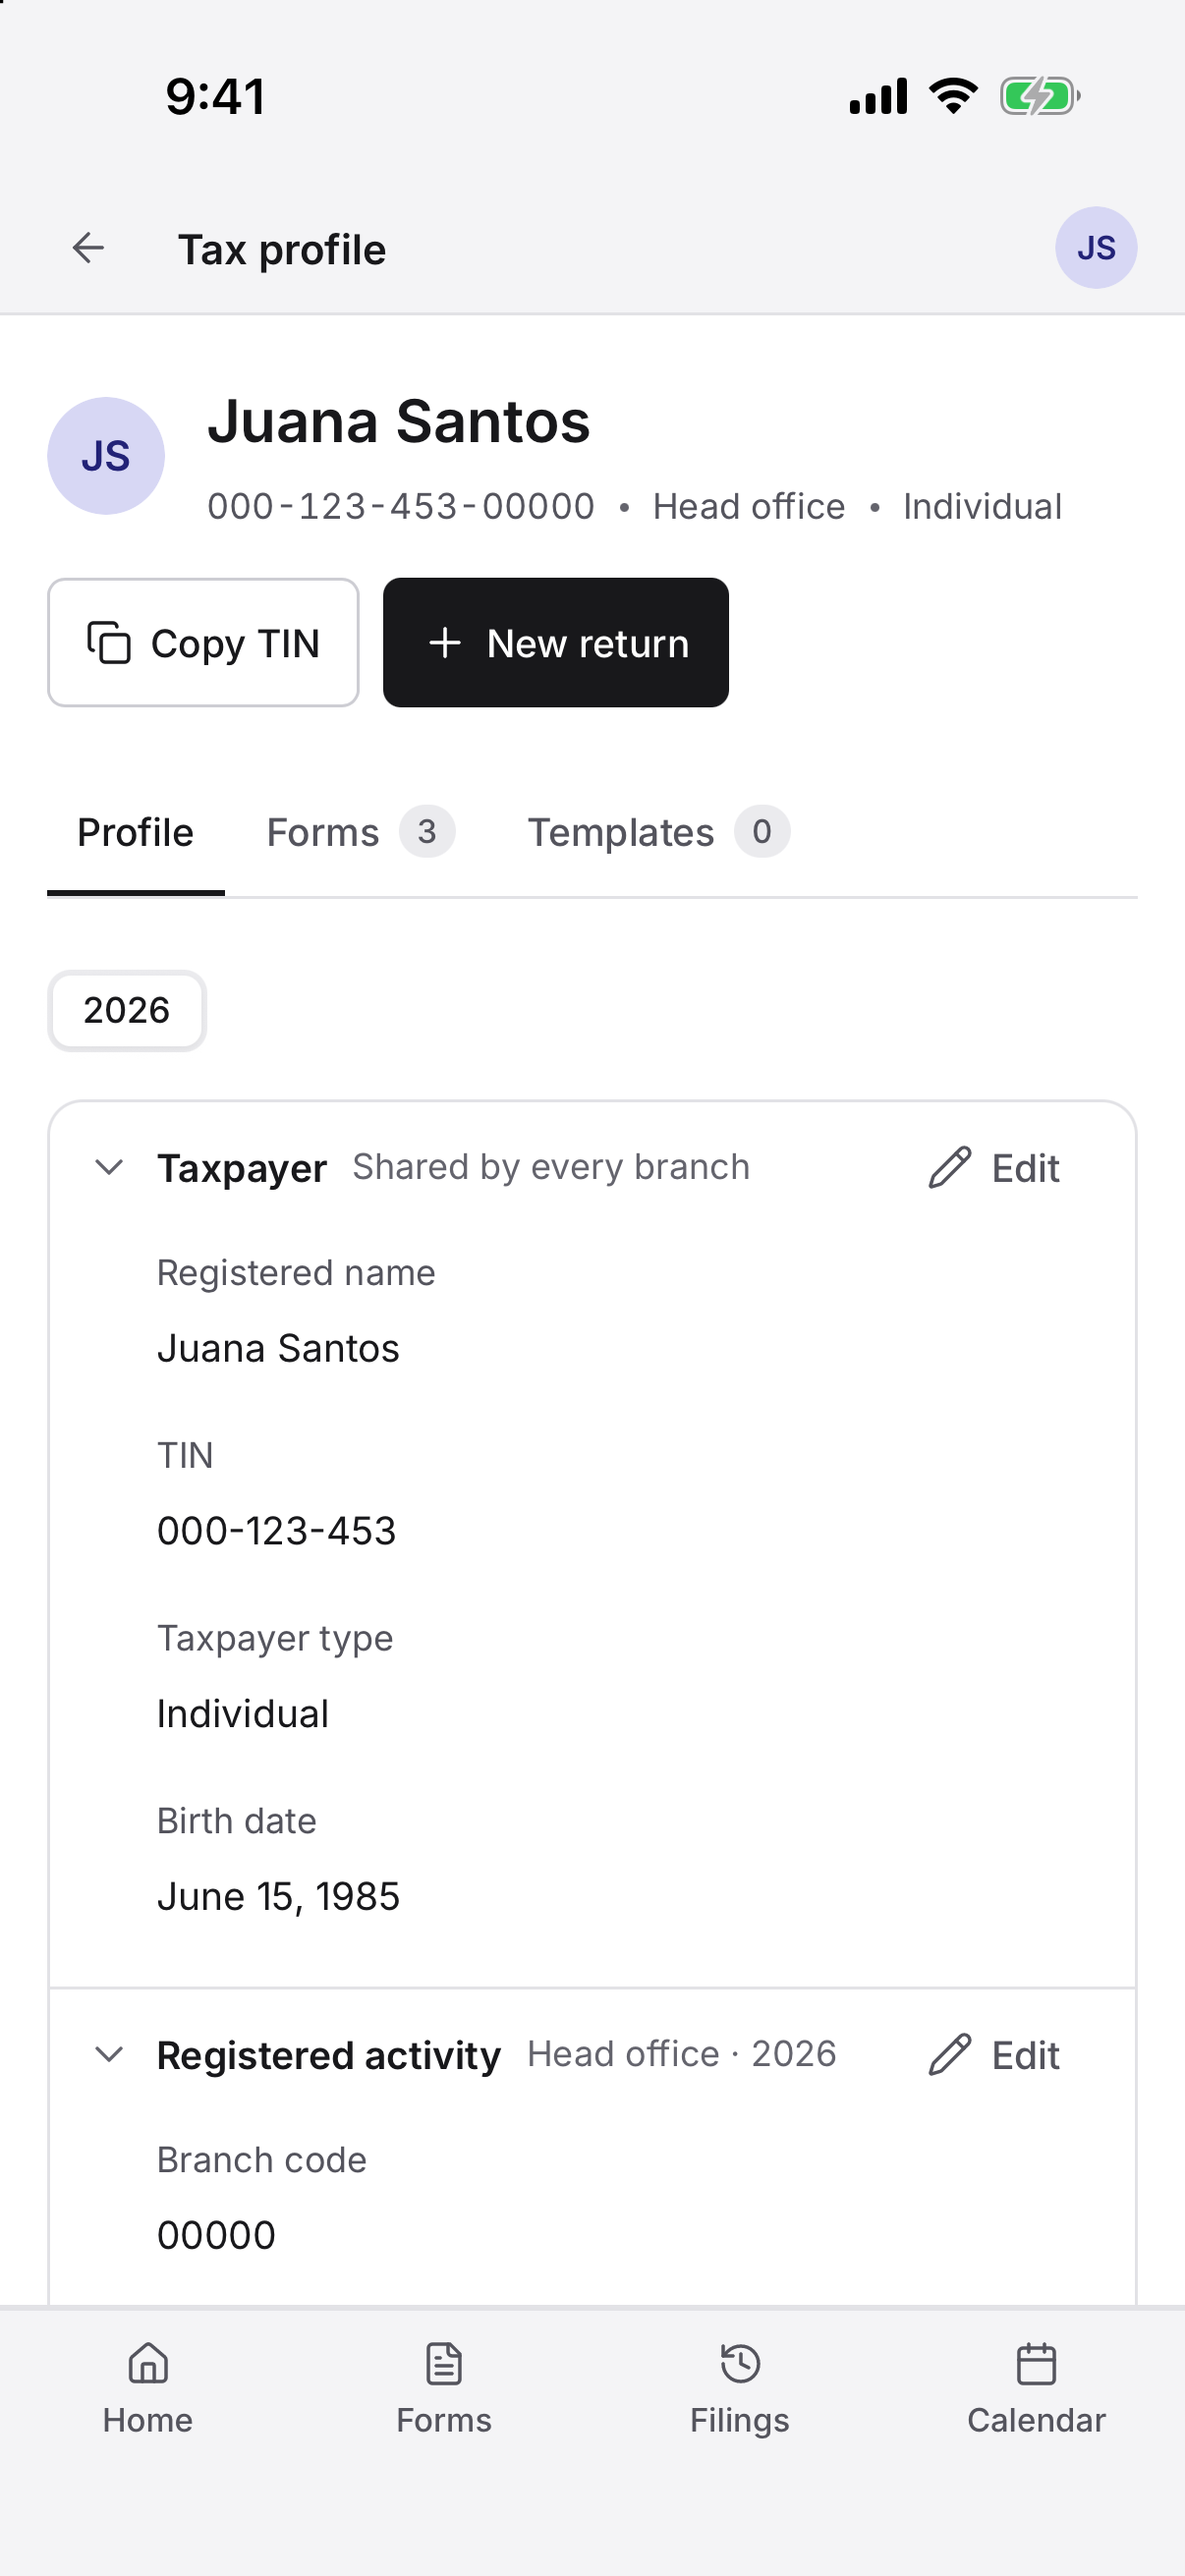 9:41
Tax profile JS
JS Juana Santos
000-123-453-00000 • Head office • Individual
Copy TIN New return
Profile Forms 3 Templates 0
2026
Taxpayer Shared by every branch Edit
Registered name
Juana Santos
TIN
000-123-453
Taxpayer type
Individual
Birth date
June 15, 1985
Registered activity Head office · 2026 Edit
Branch code
00000
Home Forms Filings Calendar